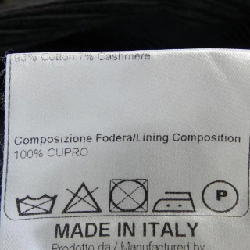 93% Cotton 7% Cashmere
Composizione Fodera/Lining Composition
100% CUPRO
P
MADE IN ITALY
Prodotto da / Manufactured by